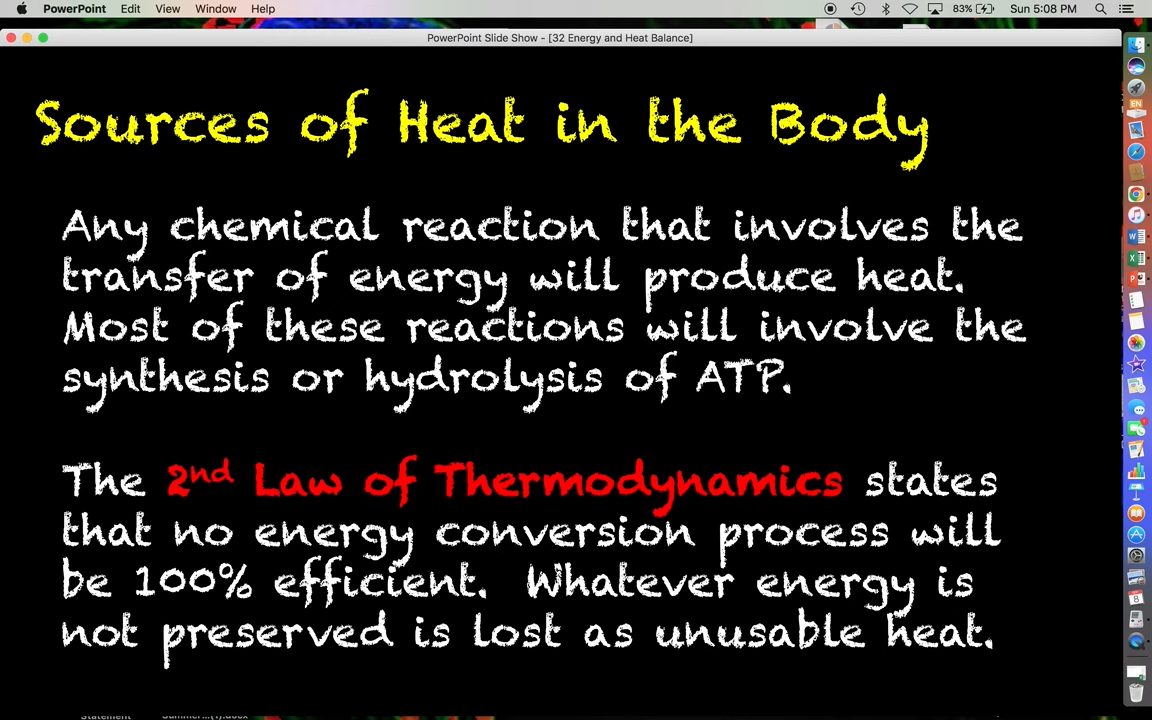 PowerPoint Edit View Window Help 83% Sun 5:08 PM
PowerPoint Slide Show - [32 Energy and Heat Balance]
Sources of Heat in the Body
Any chemical reaction that involves the
transfer of energy will produce heat.
Most of these reactions will involve the
synthesis or hydrolysis of ATP.
The 2nd Law of Thermodynamics states
that no energy conversion process will
be 100% efficient. Whatever energy is
not preserved is lost as unusable heat.